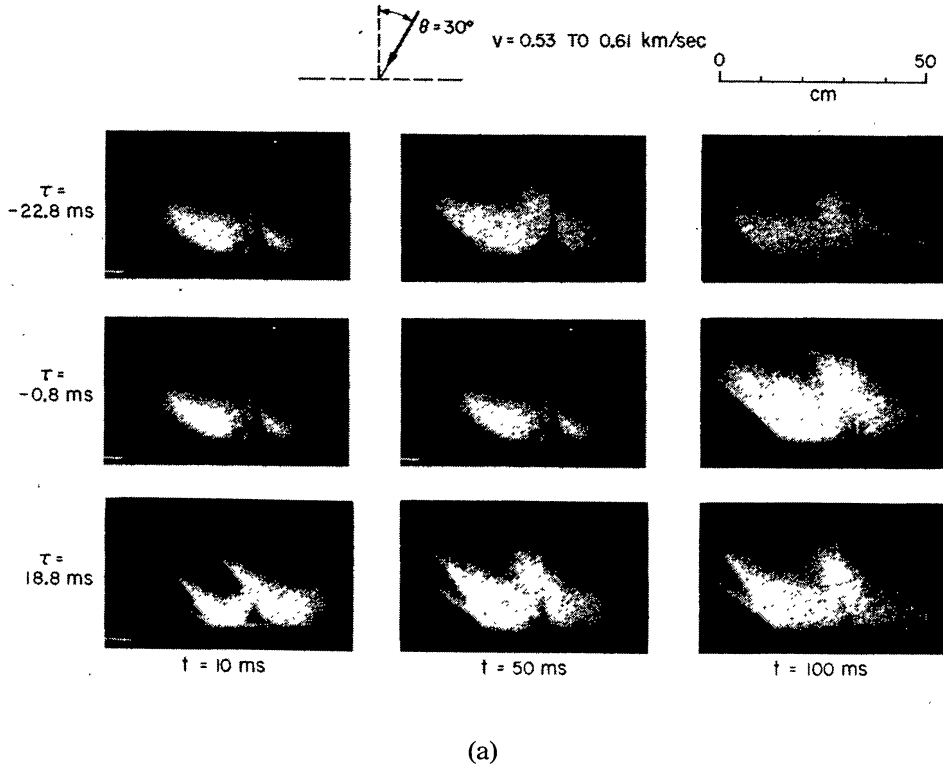 θ = 30°
v = 0.53 TO 0.61 km/sec
0 50
cm
τ =
-22.8 ms
τ =
-0.8 ms
τ =
18.8 ms
t = 10 ms t = 50 ms t = 100 ms
(a)